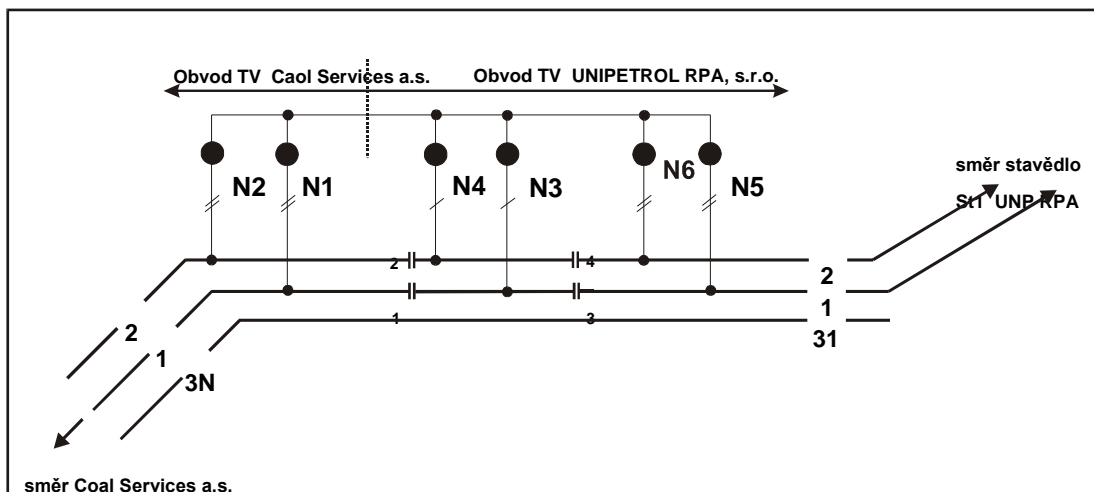 Obvod TV Caol Services a.s.
Obvod TV UNIPETROL RPA, s.r.o.
směr stavědlo
St1 UNP RPA
N2
N1
N4
N3
N6
N5
2
4
2
1
1
3
31
2
1
3N
směr Coal Services a.s.